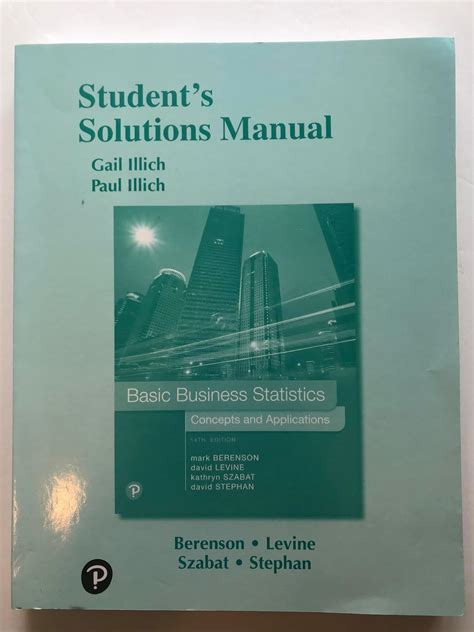 Student's
Solutions Manual
Gail Illich
Paul Illich
Basic Business Statistics
Concepts and Applications
14TH EDITION
mark BERENSON
david LEVINE
kathryn SZABAT
david STEPHAN
P
Berenson • Levine
Szabat • Stephan
P